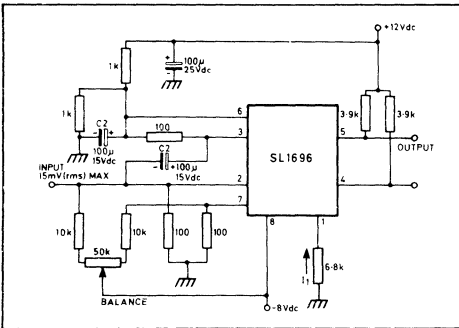 +12Vdc
1k
+
100μ
25Vdc
1k
C2
+
100μ
15Vdc
100
6
3.9k
3.9k
3
5
OUTPUT
C2
+100μ
15Vdc
SL1696
INPUT
15mV(rms) MAX
2
4
7
8
1
10k
10k
100
100
50k
I1
6.8k
BALANCE
-8Vdc